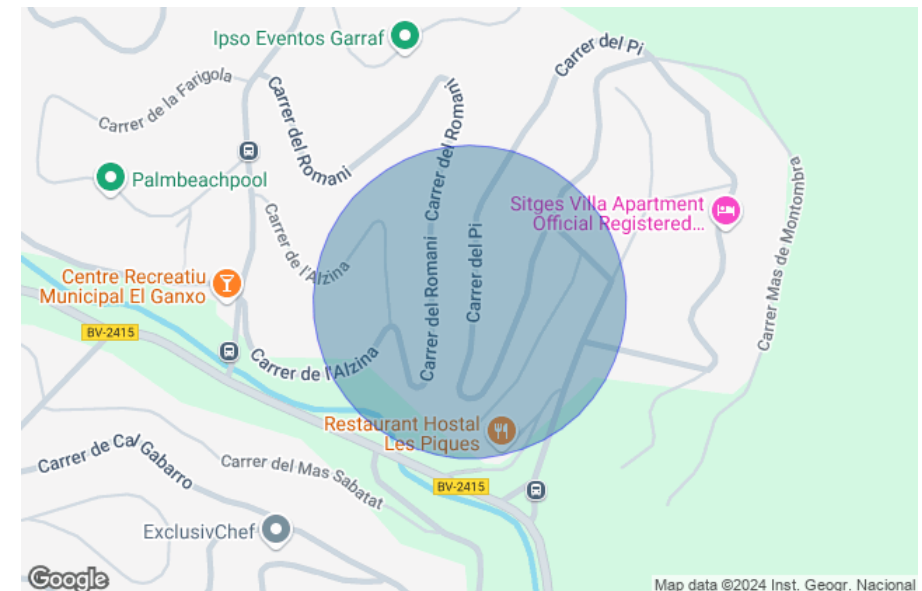 Ipso Eventos Garraf
Carrer del Pi
Carrer de la Farigola
Carrer del Romani
Carrer del Romani
Palmbeachpool
Sitges Villa Apartment
Official Registered...
Carrer Mas de Montombra
Carrer de l'Alzina
Carrer del Romani
Carrer del Pi
Centre Recreatiu
Municipal El Ganxo
BV-2415
Carrer de l'Alzina
Restaurant Hostal
Les Piques
Carrer de Cal Gabarro
Carrer del Mas Sabatat
BV-2415
ExclusivChef
Google
Map data ©2024 Inst. Geogr. Nacional